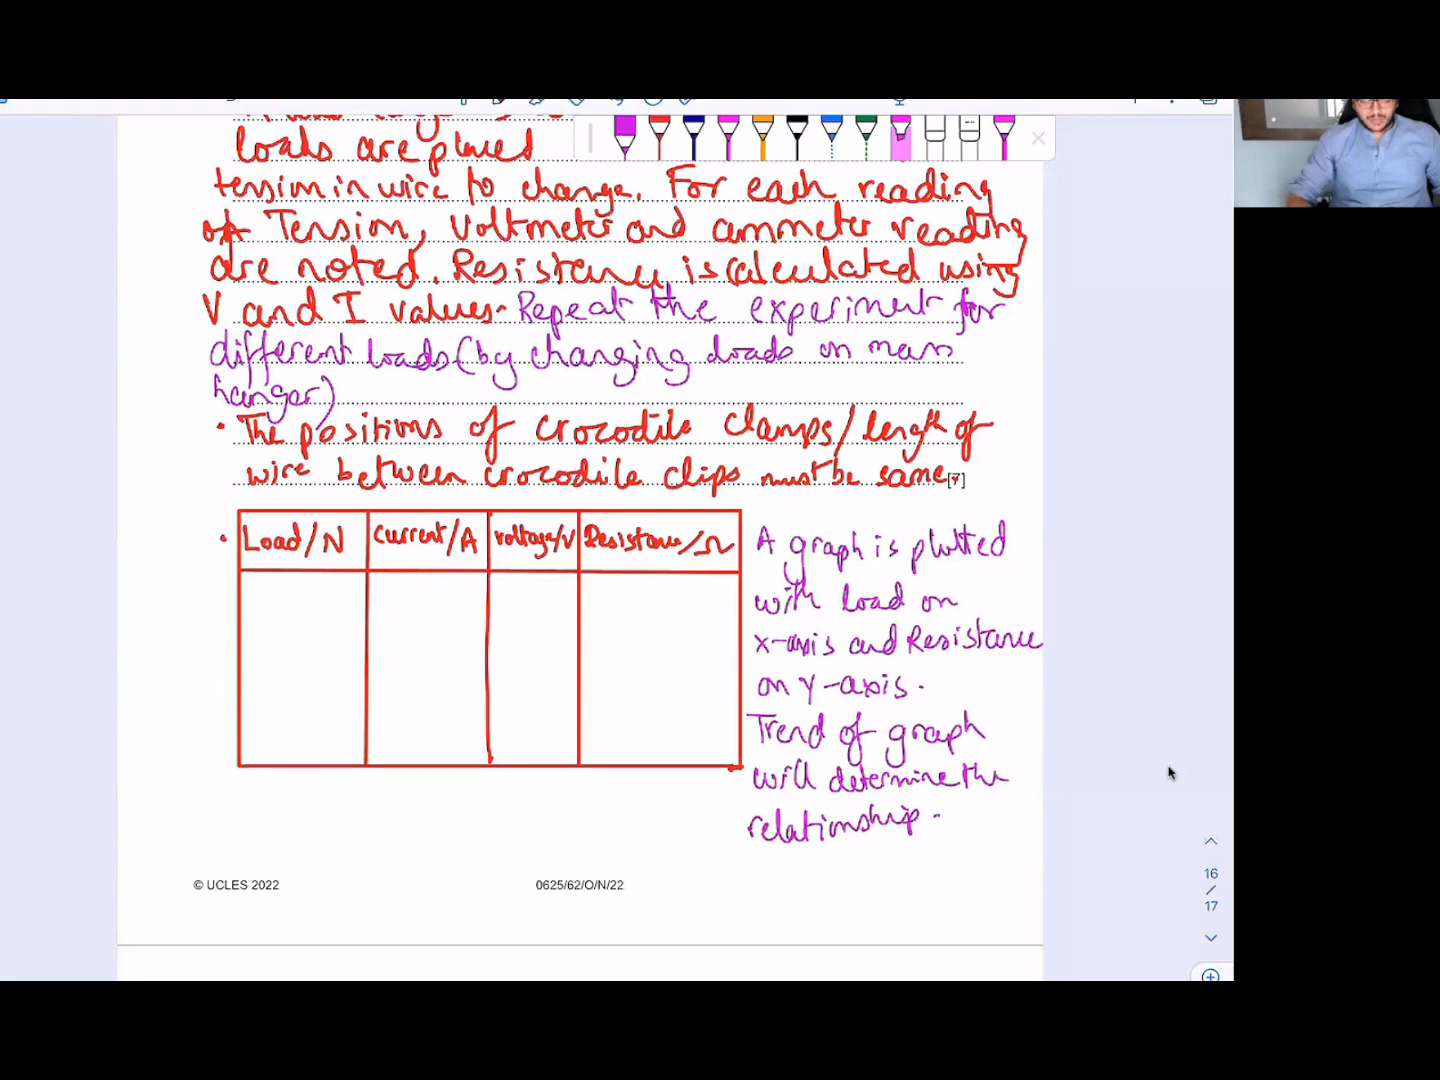 loads are placed
tension in wire to change. For each reading
of Tension, Voltmeter and ammeter reading
are noted. Resistance is calculated using
V and I values. Repeat the experiment for
different loads (by changing loads on mass
hanger)
• The positions of crocodile clamps/length of
wire between crocodile clips must be same [7]
• Load/N Current/A voltage/V Resistance/Ω
A graph is plotted
with load on
x-axis and Resistance
on Y-axis.
Trend of graph
will determine the
relationship.
© UCLES 2022 0625/62/O/N/22
16
/
17